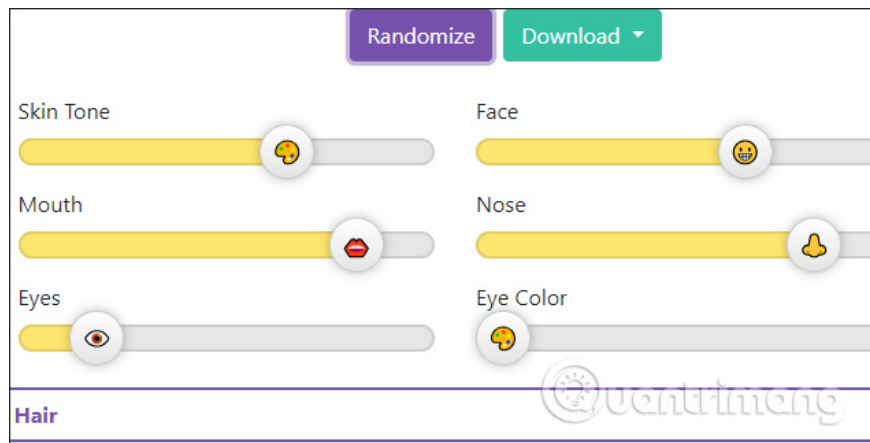 Randomize Download
Skin Tone Face
Mouth Nose
Eyes Eye Color
Quantrimang
Hair